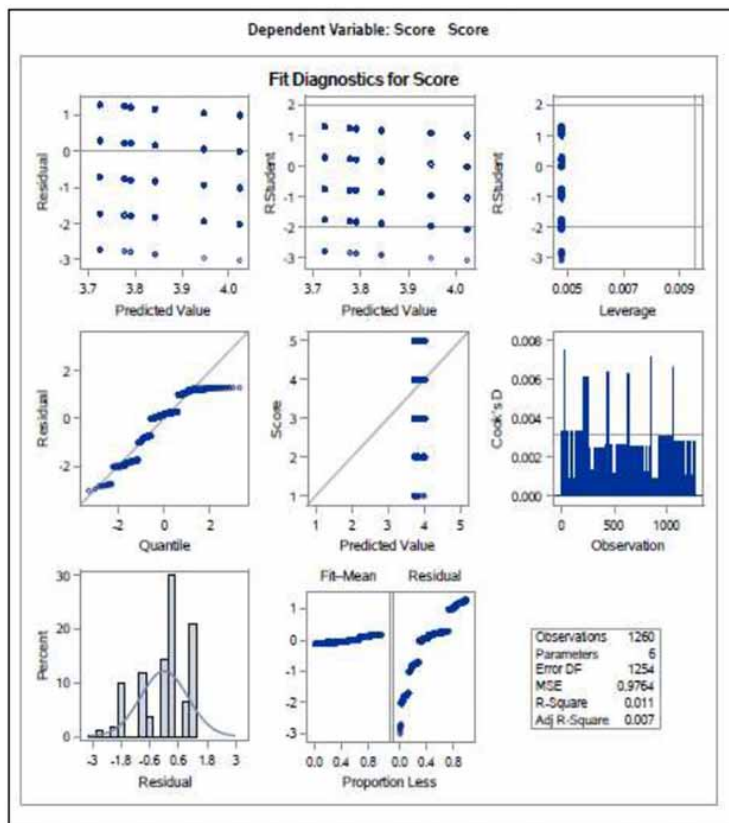 Dependent Variable: Score Score
Fit Diagnostics for Score
Residual
1
0
-1
-2
-3
3.7 3.8 3.9 4.0
Predicted Value
RStudent
2
1
0
-1
-2
-3
3.7 3.8 3.9 4.0
Predicted Value
RStudent
2
1
0
-1
-2
-3
0.005 0.007 0.009
Leverage
Residual
2
0
-2
-2 0 2
Quantile
Score
5
4
3
2
1
1 2 3 4 5
Predicted Value
Cook's D
0.008
0.006
0.004
0.002
0.000
0 500 1000
Observation
Percent
30
20
10
0
-3 -1.8 -0.6 0.6 1.8 3
Residual
Fit–Mean Residual
1
0
-1
-2
-3
0.0 0.4 0.8 0.0 0.4 0.8
Proportion Less
Observations 1260
Parameters 6
Error DF 1254
MSE 0.9764
R-Square 0.011
Adj R-Square 0.007